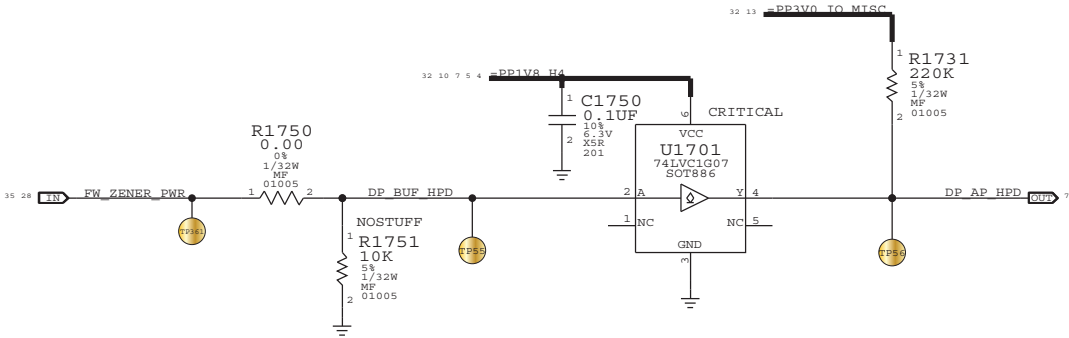 32 13 =PP3V0_IO_MISC
1
R1731
220K
5%
1/32W
MF
01005
2
32 10 7 5 4 =PP1V8_H4
1
C1750
0.1UF
10%
6.3V
X5R
201
2
6
CRITICAL
VCC
U1701
74LVC1G07
SOT886
2 A
Y 4
1 NC
NC 5
GND
3
R1750
0.00
0%
1/32W
MF
01005
1 2
35 28 IN FW_ZENER_PWR
TP361
DP_BUF_HPD
NOSTUFF
1
R1751
10K
5%
1/32W
MF
01005
2
TP55
DP_AP_HPD OUT 7
TP56